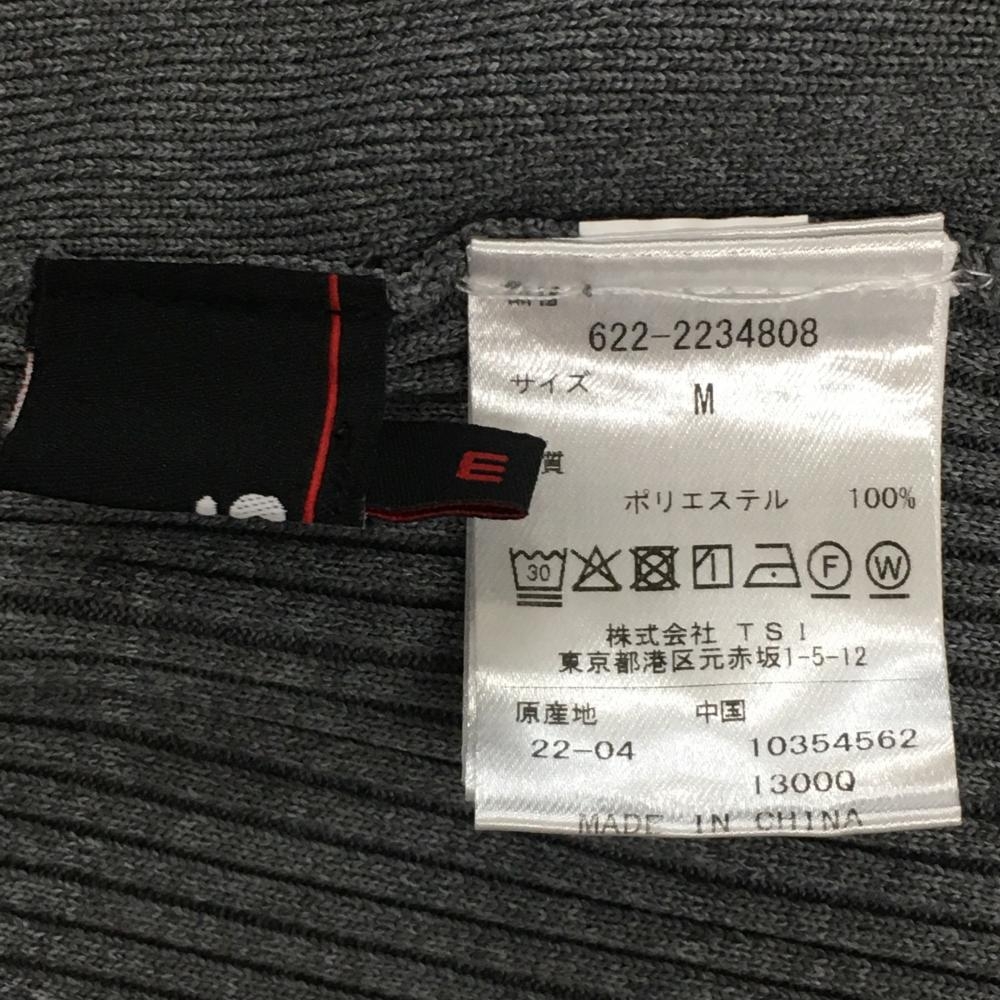 622-2234808
サイズ M
質
ポリエステル 100%
30 F W
株式会社 TSI
東京都港区元赤坂1-5-12
原産地 中国
22-04 10354562
1300Q
MADE IN CHINA
E